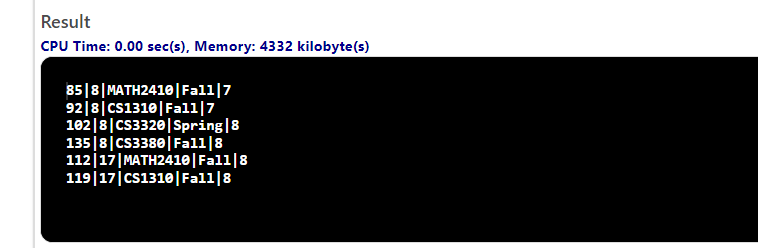 Result
CPU Time: 0.00 sec(s), Memory: 4332 kilobyte(s)
85|8|MATH2410|Fall|7
92|8|CS1310|Fall|7
102|8|CS3320|Spring|8
135|8|CS3380|Fall|8
112|17|MATH2410|Fall|8
119|17|CS1310|Fall|8